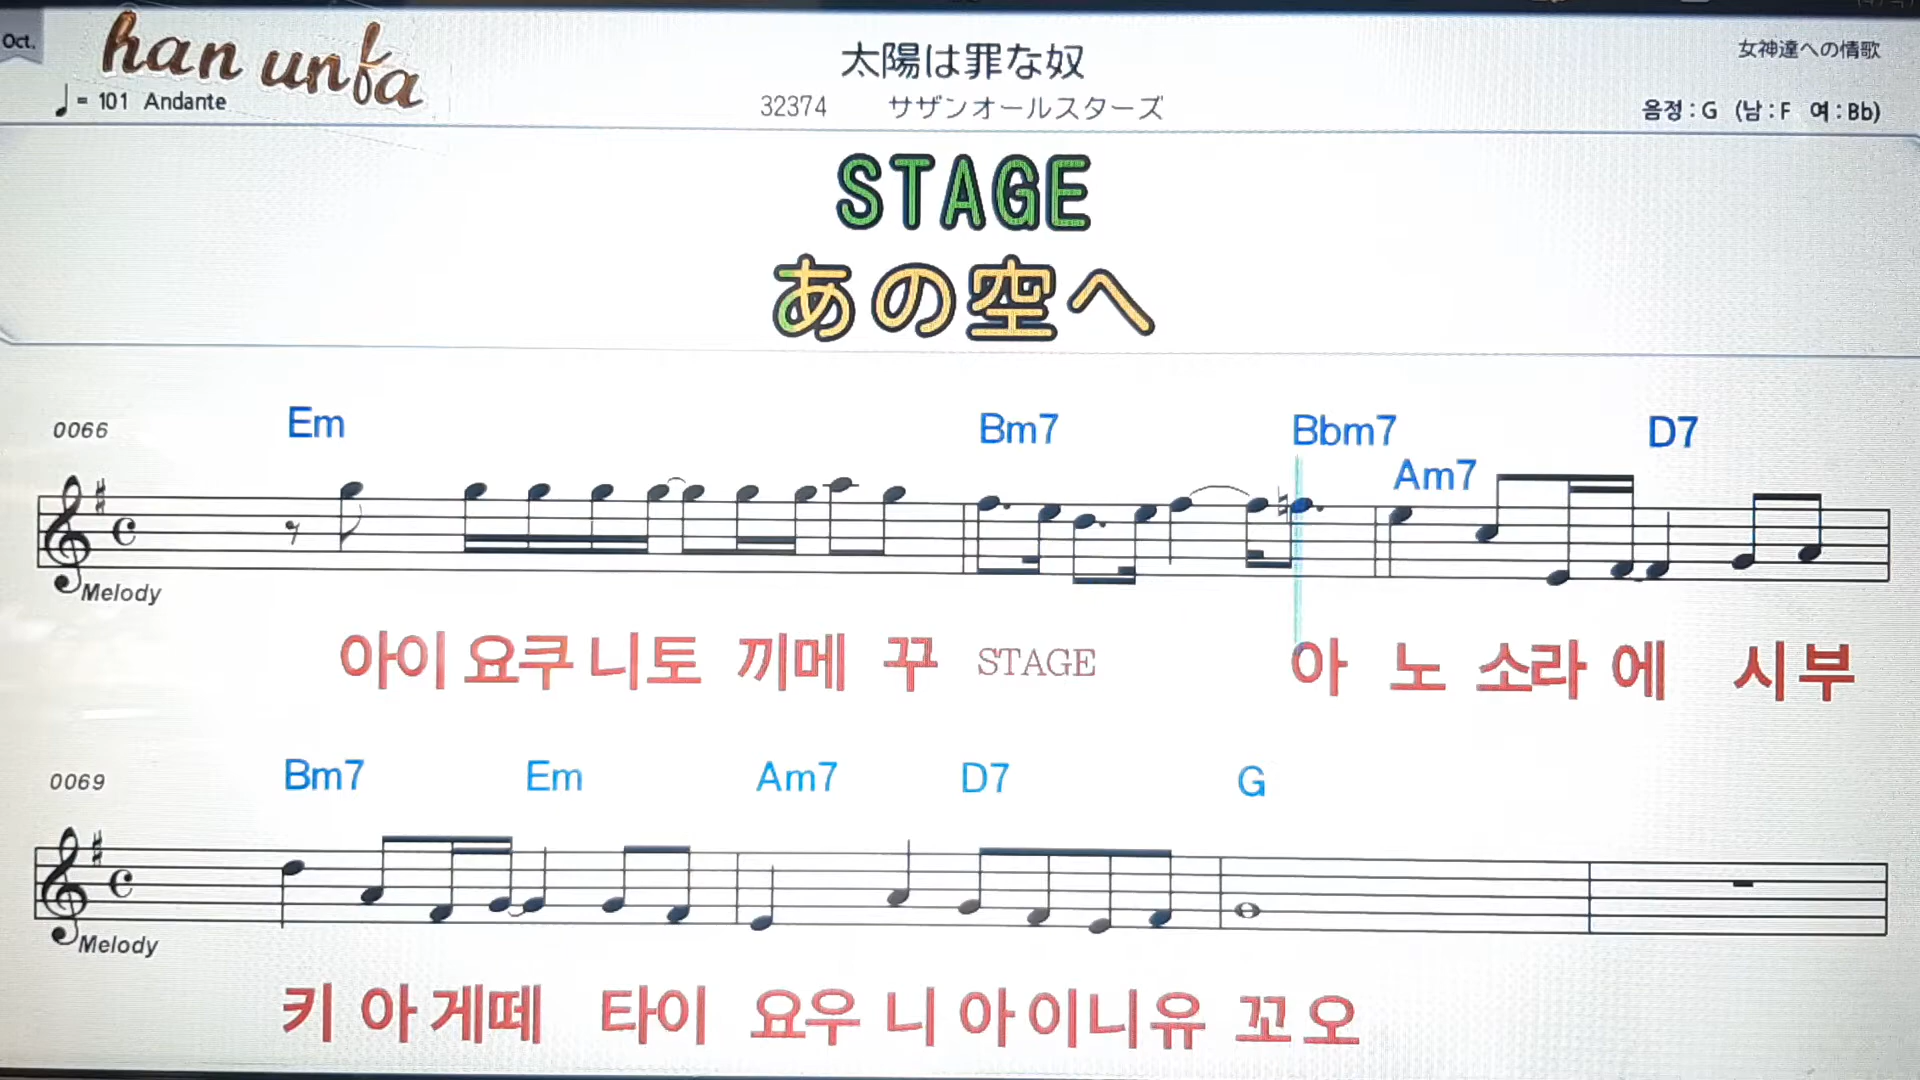 Oct.
han unfa
= 101 Andante
太陽は罪な奴
女神達への情歌
32374 サザンオールスターズ
음정 : G (남 : F 여 : Bb)
STAGE
あの空へ
0066 Em Bm7 Bbm7 Am7 D7
Melody
아이 요쿠 니토 끼메 꾸 STAGE 아 노 소라 에 시부
0069 Bm7 Em Am7 D7 G
Melody
키 아 게떼 타이 요우 니 아 이니유 꼬 오